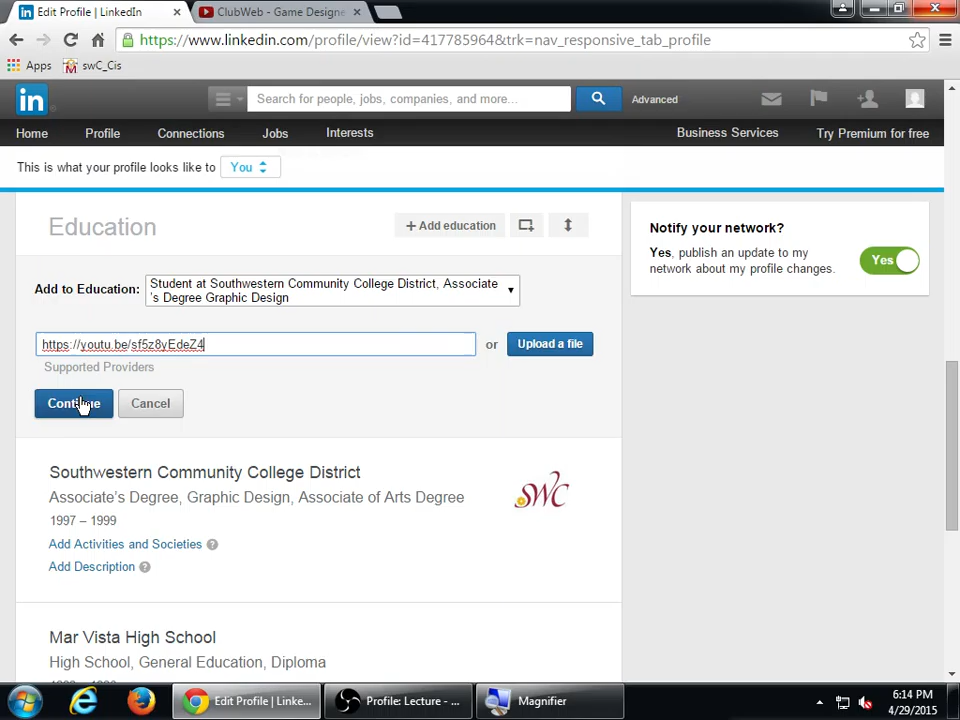 Edit Profile | LinkedIn
ClubWeb - Game Designe
https://www.linkedin.com/profile/view?id=417785964&trk=nav_responsive_tab_profile
Apps
swC_Cis
in
Search for people, jobs, companies, and more...
Advanced
Home
Profile
Connections
Jobs
Interests
Business Services
Try Premium for free
This is what your profile looks like to
You
Education
+ Add education
Notify your network?
Yes, publish an update to my
network about my profile changes.
Yes
Add to Education:
Student at Southwestern Community College District, Associate
's Degree Graphic Design
https://youtu.be/sf5z8yEdeZ4
or
Upload a file
Supported Providers
Continue
Cancel
Southwestern Community College District
Associate's Degree, Graphic Design, Associate of Arts Degree
1997 – 1999
Add Activities and Societies ?
Add Description ?
SWC
Mar Vista High School
High School, General Education, Diploma
Edit Profile | Linke...
Profile: Lecture - ...
Magnifier
6:14 PM
4/29/2015